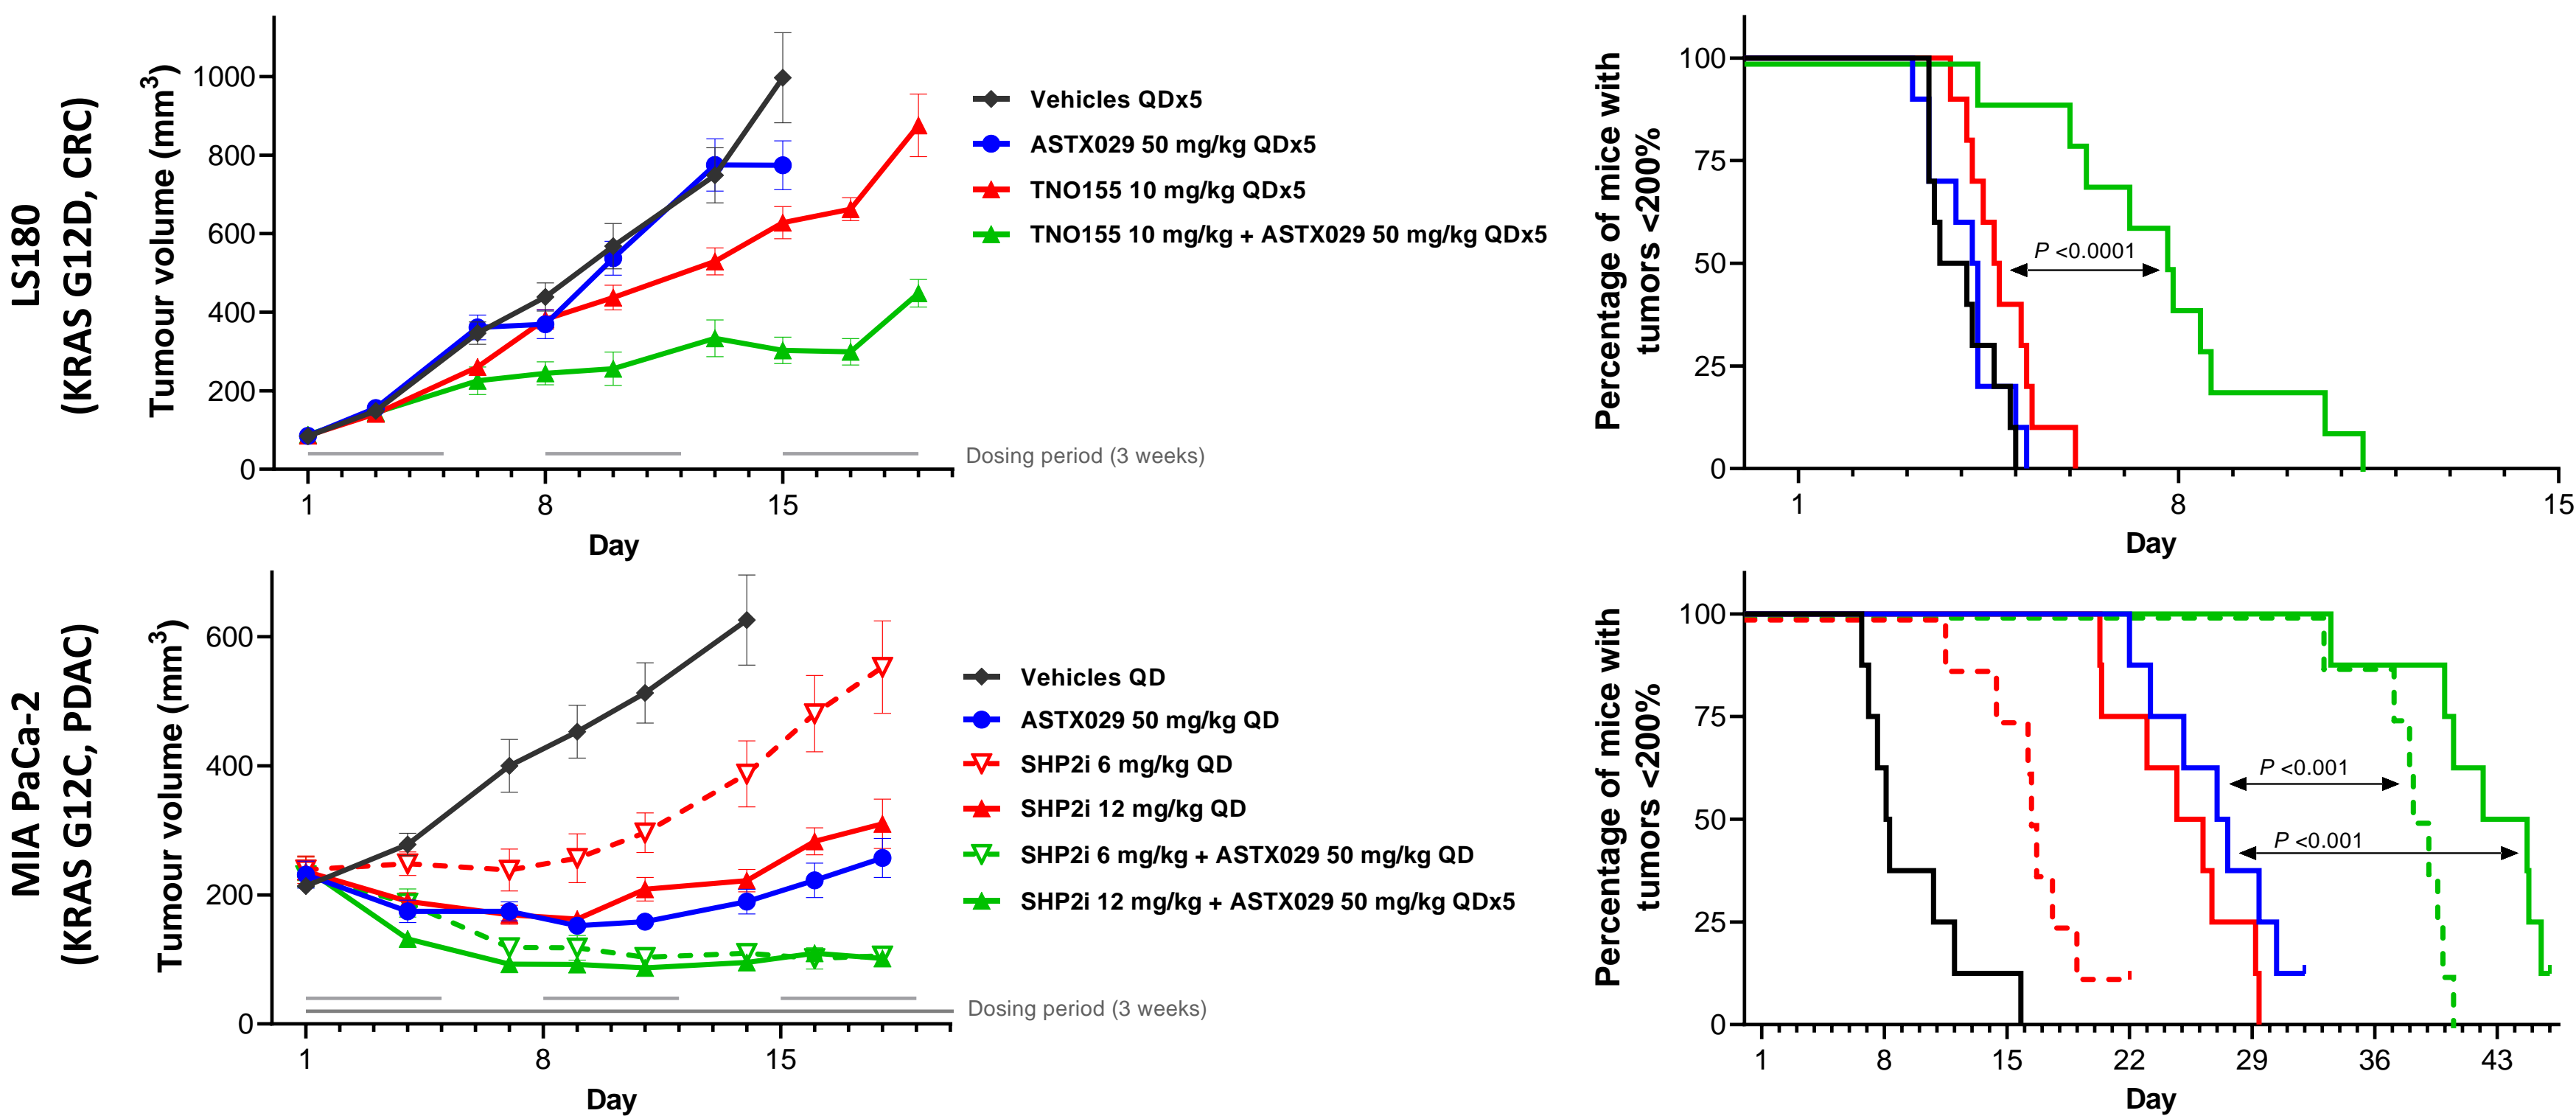 LS180
(KRAS G12D, CRC)
Tumour volume (mm3)
1000
800
600
400
200
0
1
8
15
Day
Vehicles QDx5
ASTX029 50 mg/kg QDx5
TNO155 10 mg/kg QDx5
TNO155 10 mg/kg + ASTX029 50 mg/kg QDx5
Dosing period (3 weeks)
Percentage of mice with
tumors <200%
100
75
50
25
0
P <0.0001
1
8
15
Day
MIA PaCa-2
(KRAS G12C, PDAC)
Tumour volume (mm3)
600
400
200
0
1
8
15
Day
Vehicles QD
ASTX029 50 mg/kg QD
SHP2i 6 mg/kg QD
SHP2i 12 mg/kg QD
SHP2i 6 mg/kg + ASTX029 50 mg/kg QD
SHP2i 12 mg/kg + ASTX029 50 mg/kg QDx5
Dosing period (3 weeks)
Percentage of mice with
tumors <200%
100
75
50
25
0
P <0.001
P <0.001
1
8
15
22
29
36
43
Day